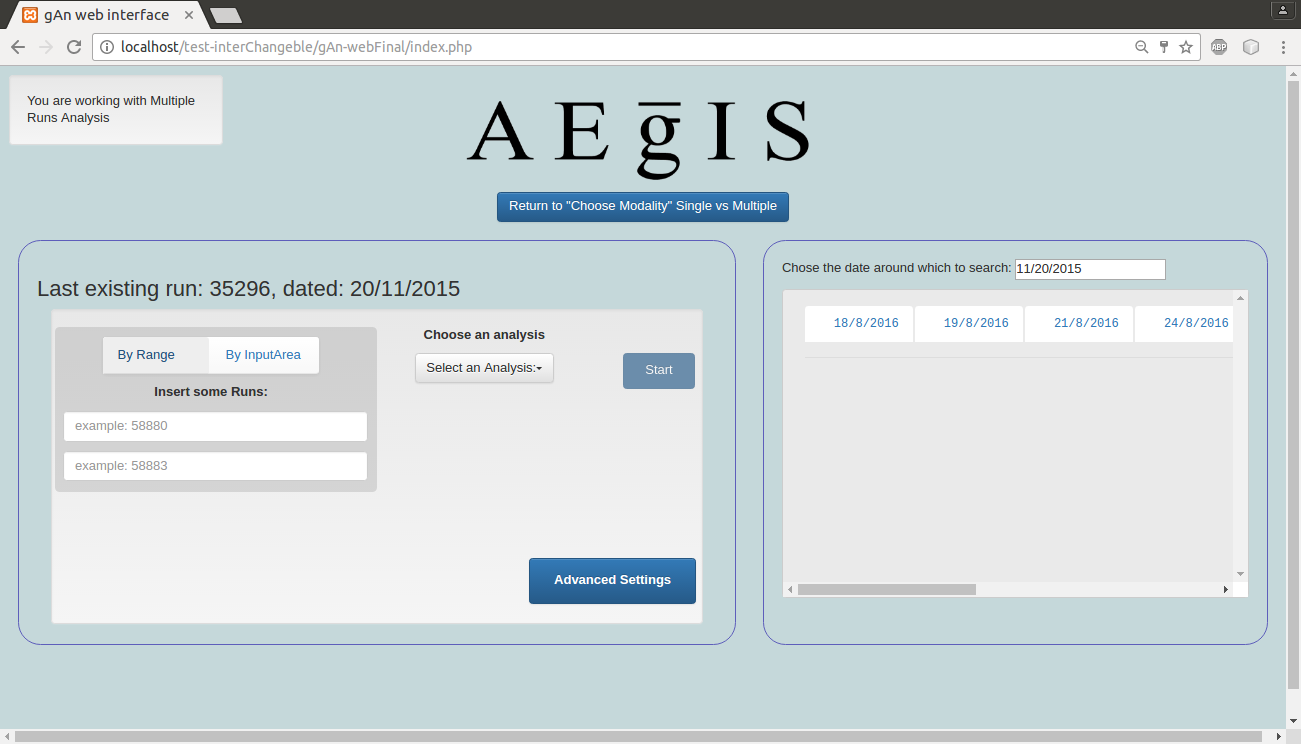 gAn web interface
localhost/test-interChangeble/gAn-webFinal/index.php
ABP
You are working with Multiple
Runs Analysis
AEḡIS
Return to "Choose Modality" Single vs Multiple
Last existing run: 35296, dated: 20/11/2015
By Range
By InputArea
Insert some Runs:
example: 58880
example: 58883
Choose an analysis
Select an Analysis:
Start
Advanced Settings
Chose the date around which to search: 11/20/2015
18/8/2016
19/8/2016
21/8/2016
24/8/2016